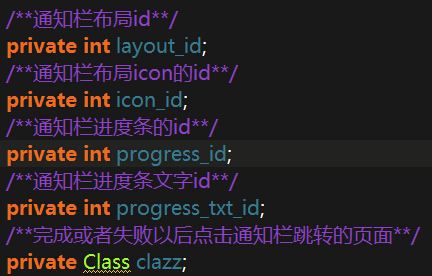 /**通知栏布局id**/
private int layout_id;
/**通知栏布局icon的id**/
private int icon_id;
/**通知栏进度条的id**/
private int progress_id;
/**通知栏进度条文字id**/
private int progress_txt_id;
/**完成或者失败以后点击通知栏跳转的页面**/
private Class clazz;